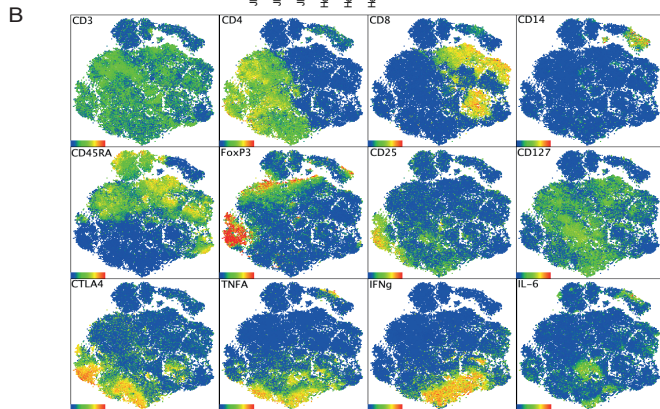 B
CD3 CD4 CD8 CD14
CD45RA FoxP3 CD25 CD127
CTLA4 TNFA IFNg IL-6